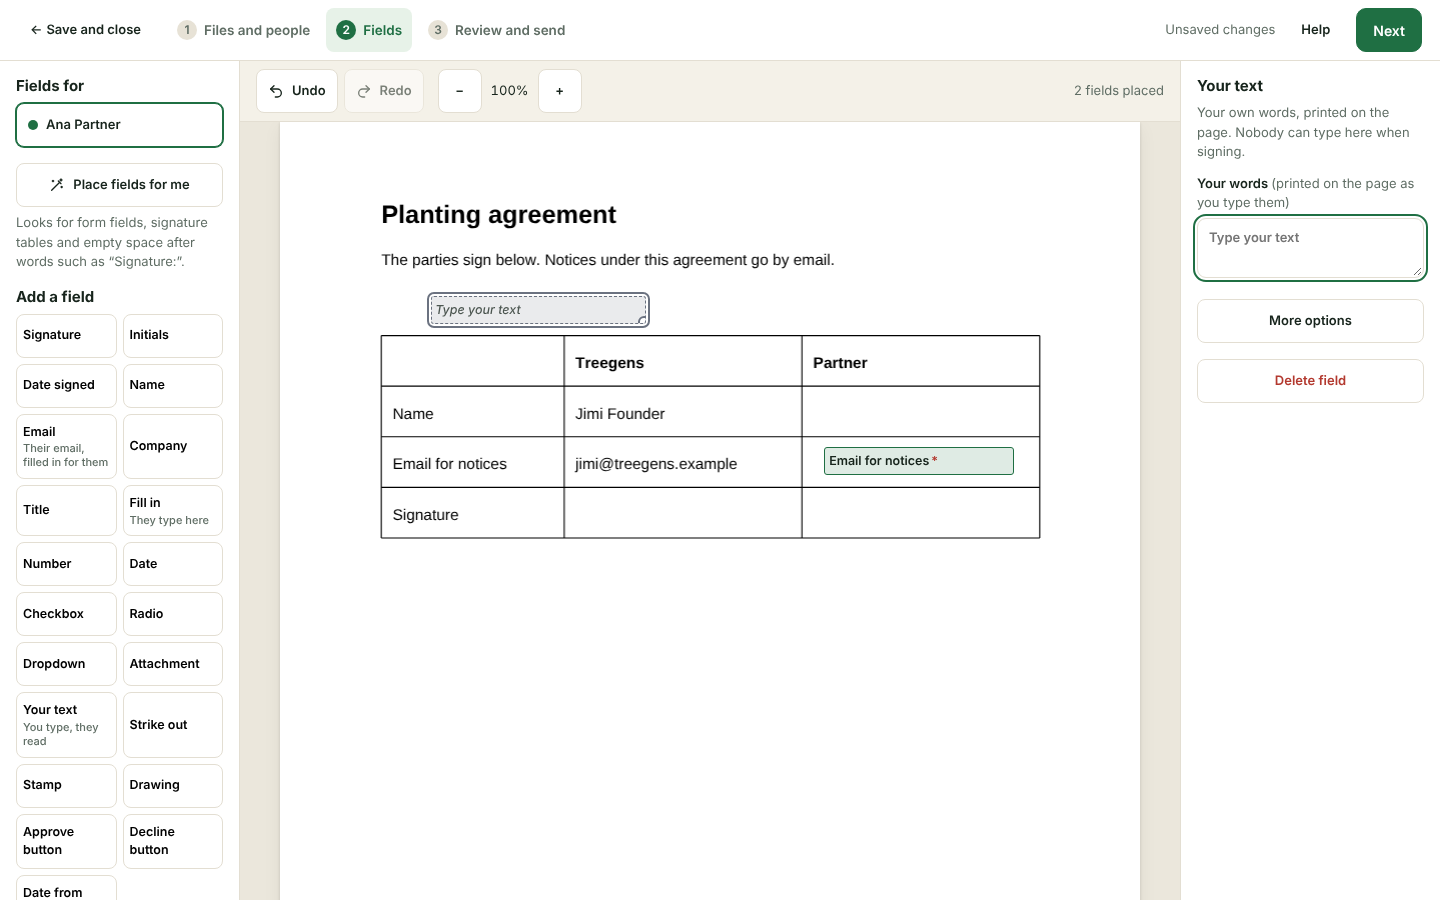 ← Save and close
1 Files and people
2 Fields
3 Review and send
Unsaved changes
Help
Next
Fields for
Ana Partner
Place fields for me
Looks for form fields, signature
tables and empty space after
words such as “Signature:”.
Add a field
Signature
Initials
Date signed
Name
Email
Their email,
filled in for them
Company
Title
Fill in
They type here
Number
Date
Checkbox
Radio
Dropdown
Attachment
Your text
You type, they
read
Strike out
Stamp
Drawing
Approve
button
Decline
button
Date from
Undo
Redo
−
100%
+
2 fields placed
Planting agreement
The parties sign below. Notices under this agreement go by email.
Type your text
Treegens
Partner
Name
Jimi Founder
Email for notices
jimi@treegens.example
Email for notices *
Signature
Your text
Your own words, printed on the
page. Nobody can type here when
signing.
Your words (printed on the page as
you type them)
Type your text
More options
Delete field